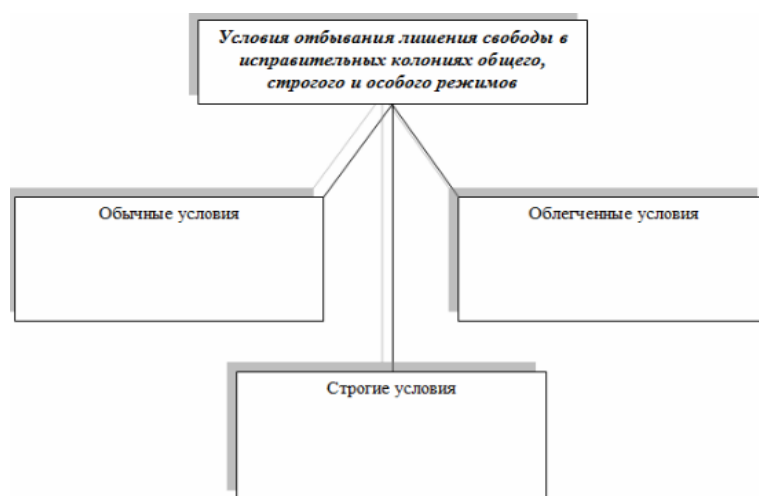 Условия отбывания лишения свободы в
исправительных колониях общего,
строгого и особого режимов
Обычные условия
Облегченные условия
Строгие условия